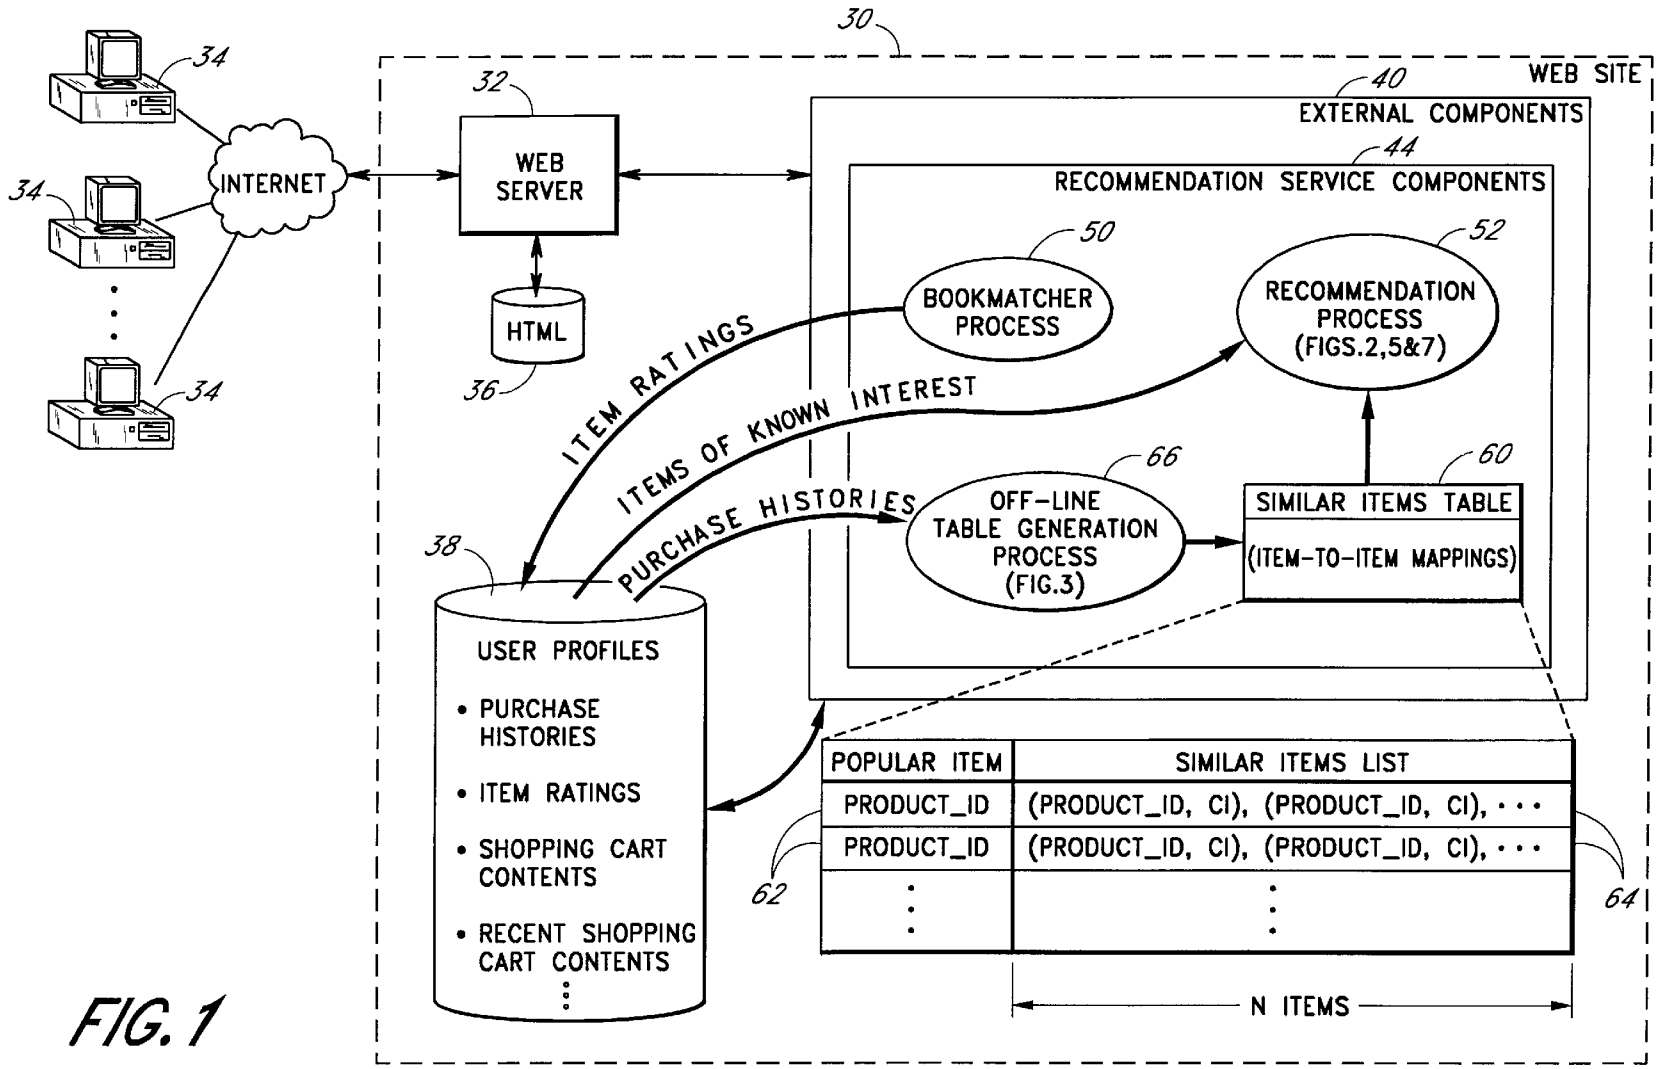 30
WEB SITE
34
32
40
EXTERNAL COMPONENTS
44
RECOMMENDATION SERVICE COMPONENTS
INTERNET
WEB
SERVER
34
50
52
BOOKMATCHER
PROCESS
RECOMMENDATION
PROCESS
(FIGS.2,5&7)
HTML
36
34
ITEM RATINGS
ITEMS OF KNOWN INTEREST
PURCHASE HISTORIES
66
60
OFF-LINE
TABLE GENERATION
PROCESS
(FIG.3)
SIMILAR ITEMS TABLE
(ITEM-TO-ITEM MAPPINGS)
38
USER PROFILES
• PURCHASE
HISTORIES
• ITEM RATINGS
• SHOPPING CART
CONTENTS
• RECENT SHOPPING
CART CONTENTS
POPULAR ITEM SIMILAR ITEMS LIST
PRODUCT_ID (PRODUCT_ID, CI), (PRODUCT_ID, CI), •••
PRODUCT_ID (PRODUCT_ID, CI), (PRODUCT_ID, CI), •••
62
64
N ITEMS
FIG. 1